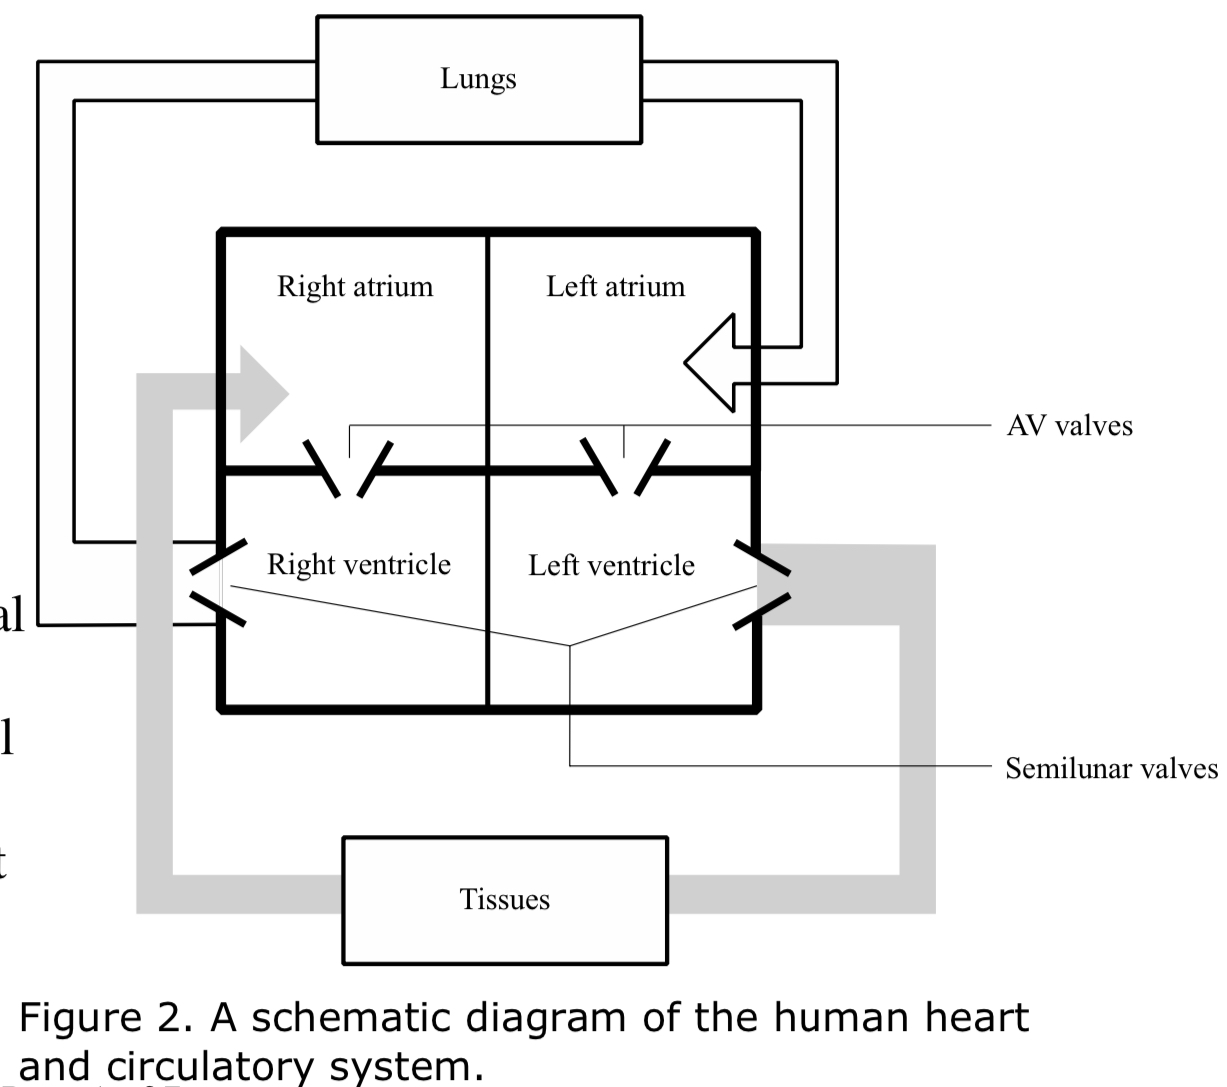 Lungs
Right atrium
Left atrium
AV valves
Right ventricle
Left ventricle
al
l
Semilunar valves
t
Tissues
Figure 2. A schematic diagram of the human heart
and circulatory system.